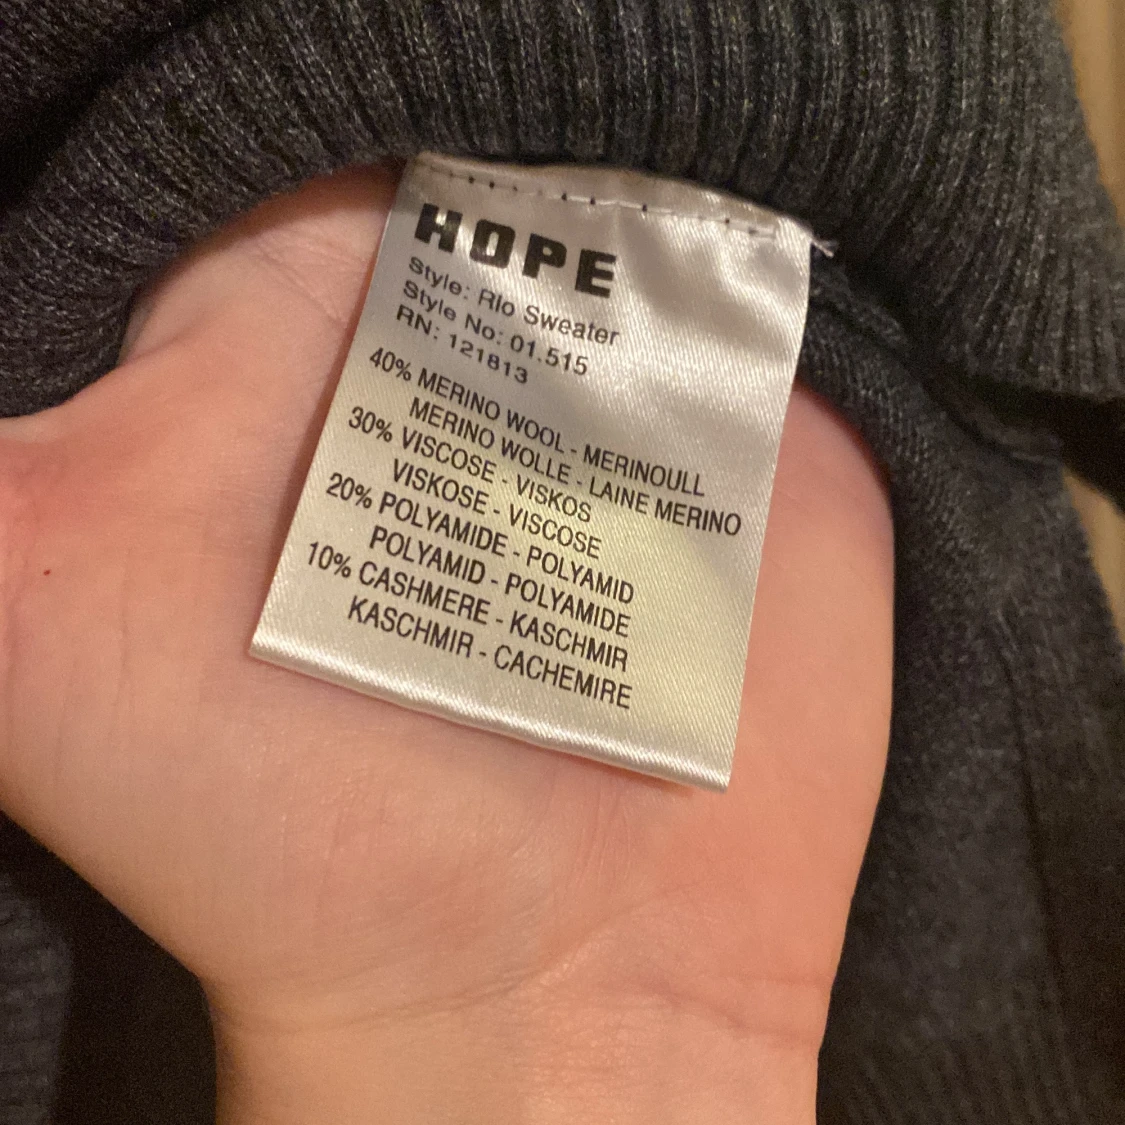 HOPE
Style: Rlo Sweater
Style No: 01.515
RN: 121813
40% MERINO WOOL - MERINOULL
MERINO WOLLE - LAINE MERINO
30% VISCOSE - VISKOS
VISKOSE - VISCOSE
20% POLYAMIDE - POLYAMID
POLYAMID - POLYAMIDE
10% CASHMERE - KASCHMIR
KASCHMIR - CACHEMIRE